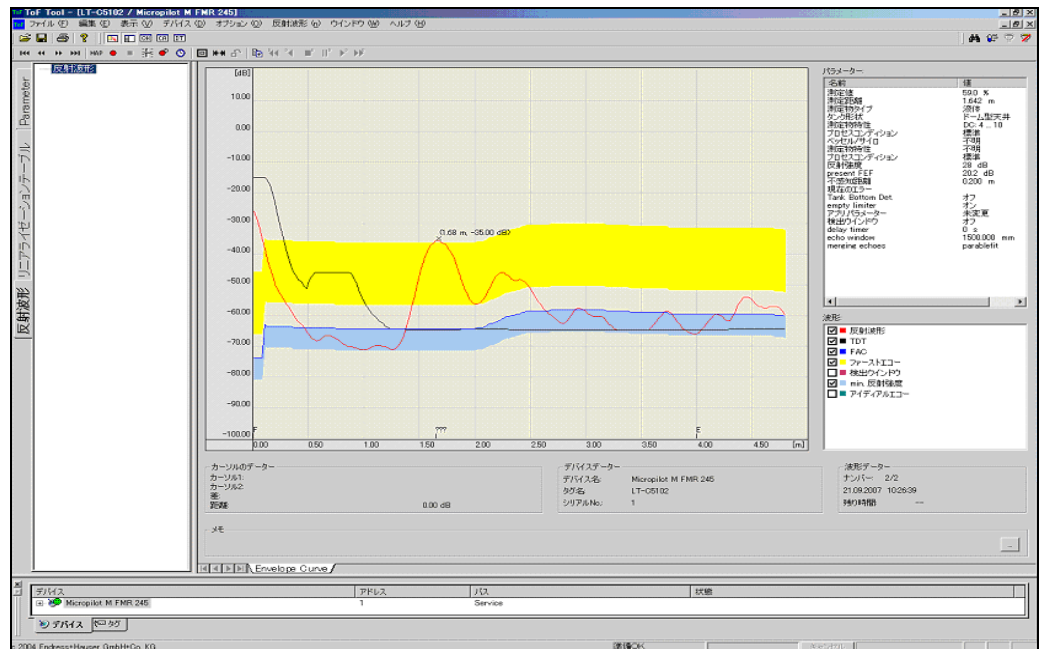 ToF Tool - [LT-C5102 / Micropilot M FMR 245]
ファイル(F) 編集(E) 表示(V) デバイス(D) オプション(O) 反射波形(n) ウインドウ(W) ヘルプ(H)
MAP
Parameter
リニアライゼーションテーブル
反射波形
反射波形
[dB]
10.00
0.00
-10.00
-20.00
-30.00
-40.00
-50.00
-60.00
-70.00
-80.00
-90.00
-100.00
(1.68 m, -35.00 dB)
F
???
E
0.00 0.50 1.00 1.50 2.00 2.50 3.00 3.50 4.00 4.50 [m]
パラメーター
名前 値
測定値 59.0 %
測定距離 1.642 m
測定物タイプ 液体
タンク形状 ドーム型天井
測定物特性 DC: 4 .. 10
プロセスコンディション 標準
ベッセル/サイロ 不明
測定物特性 不明
プロセスコンディション 標準
反射強度 28 dB
present FEF 20.2 dB
不感知距離 0.200 m
現在のエラー
Tank Bottom Det. オフ
empty limiter オン
アプリパラメーター 未変更
検出ウインドウ オフ
delay timer 0 s
echo window 1500.000 mm
merging echoes parablefit
波形
反射波形
TDT
FAC
ファーストエコー
検出ウインドウ
min. 反射強度
アイディアルエコー
カーソルのデーター
カーソル1:
カーソル2:
差:
距離 0.00 dB
デバイスデーター
デバイス名: Micropilot M FMR 245
タグ名: LT-C5102
シリアルNo.: 1
波形データー
ナンバー: 2/2
21.09.2007 10:26:39
残り時間: --
メモ
...
Envelope Curve
デバイス アドレス パス 状態
Micropilot M FMR 245 1 Service
デバイス タグ
2004 Endress+Hauser GmbH+Co. KG 準備OK キャンセル